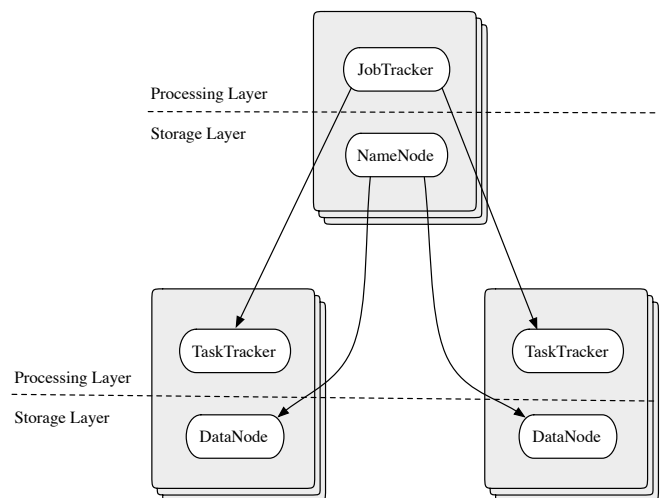 JobTracker
Processing Layer
Storage Layer
NameNode
TaskTracker
TaskTracker
Processing Layer
Storage Layer
DataNode
DataNode